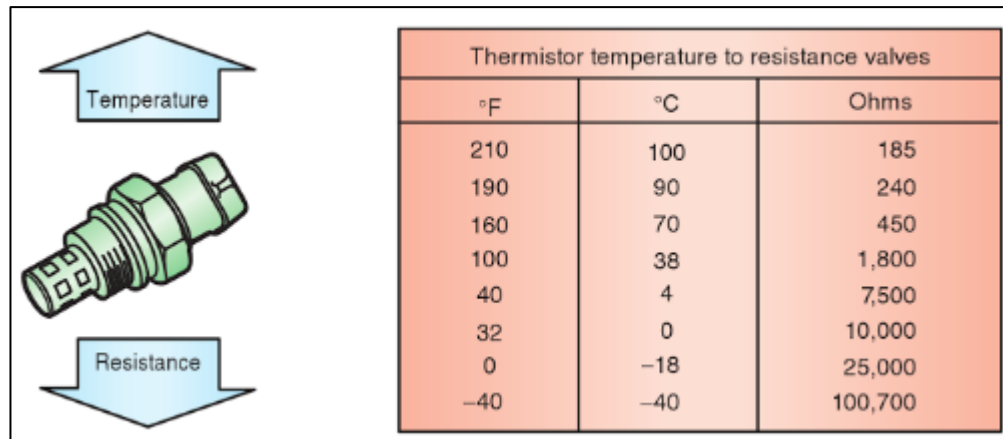 Temperature
Resistance
Thermistor temperature to resistance valves
°F °C Ohms
210 100 185
190 90 240
160 70 450
100 38 1,800
40 4 7,500
32 0 10,000
0 −18 25,000
−40 −40 100,700